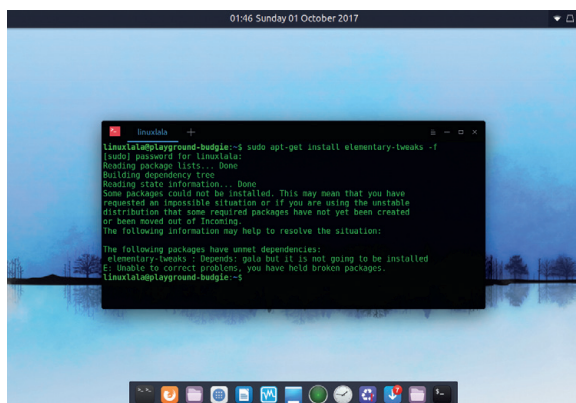 01:46 Sunday 01 October 2017
linuxlala
linuxlala@playground-budgie:~$ sudo apt-get install elementary-tweaks -f
[sudo] password for linuxlala:
Reading package lists... Done
Building dependency tree
Reading state information... Done
Some packages could not be installed. This may mean that you have
requested an impossible situation or if you are using the unstable
distribution that some required packages have not yet been created
or been moved out of Incoming.
The following information may help to resolve the situation:
The following packages have unmet dependencies:
elementary-tweaks : Depends: gala but it is not going to be installed
E: Unable to correct problems, you have held broken packages.
linuxlala@playground-budgie:~$
7